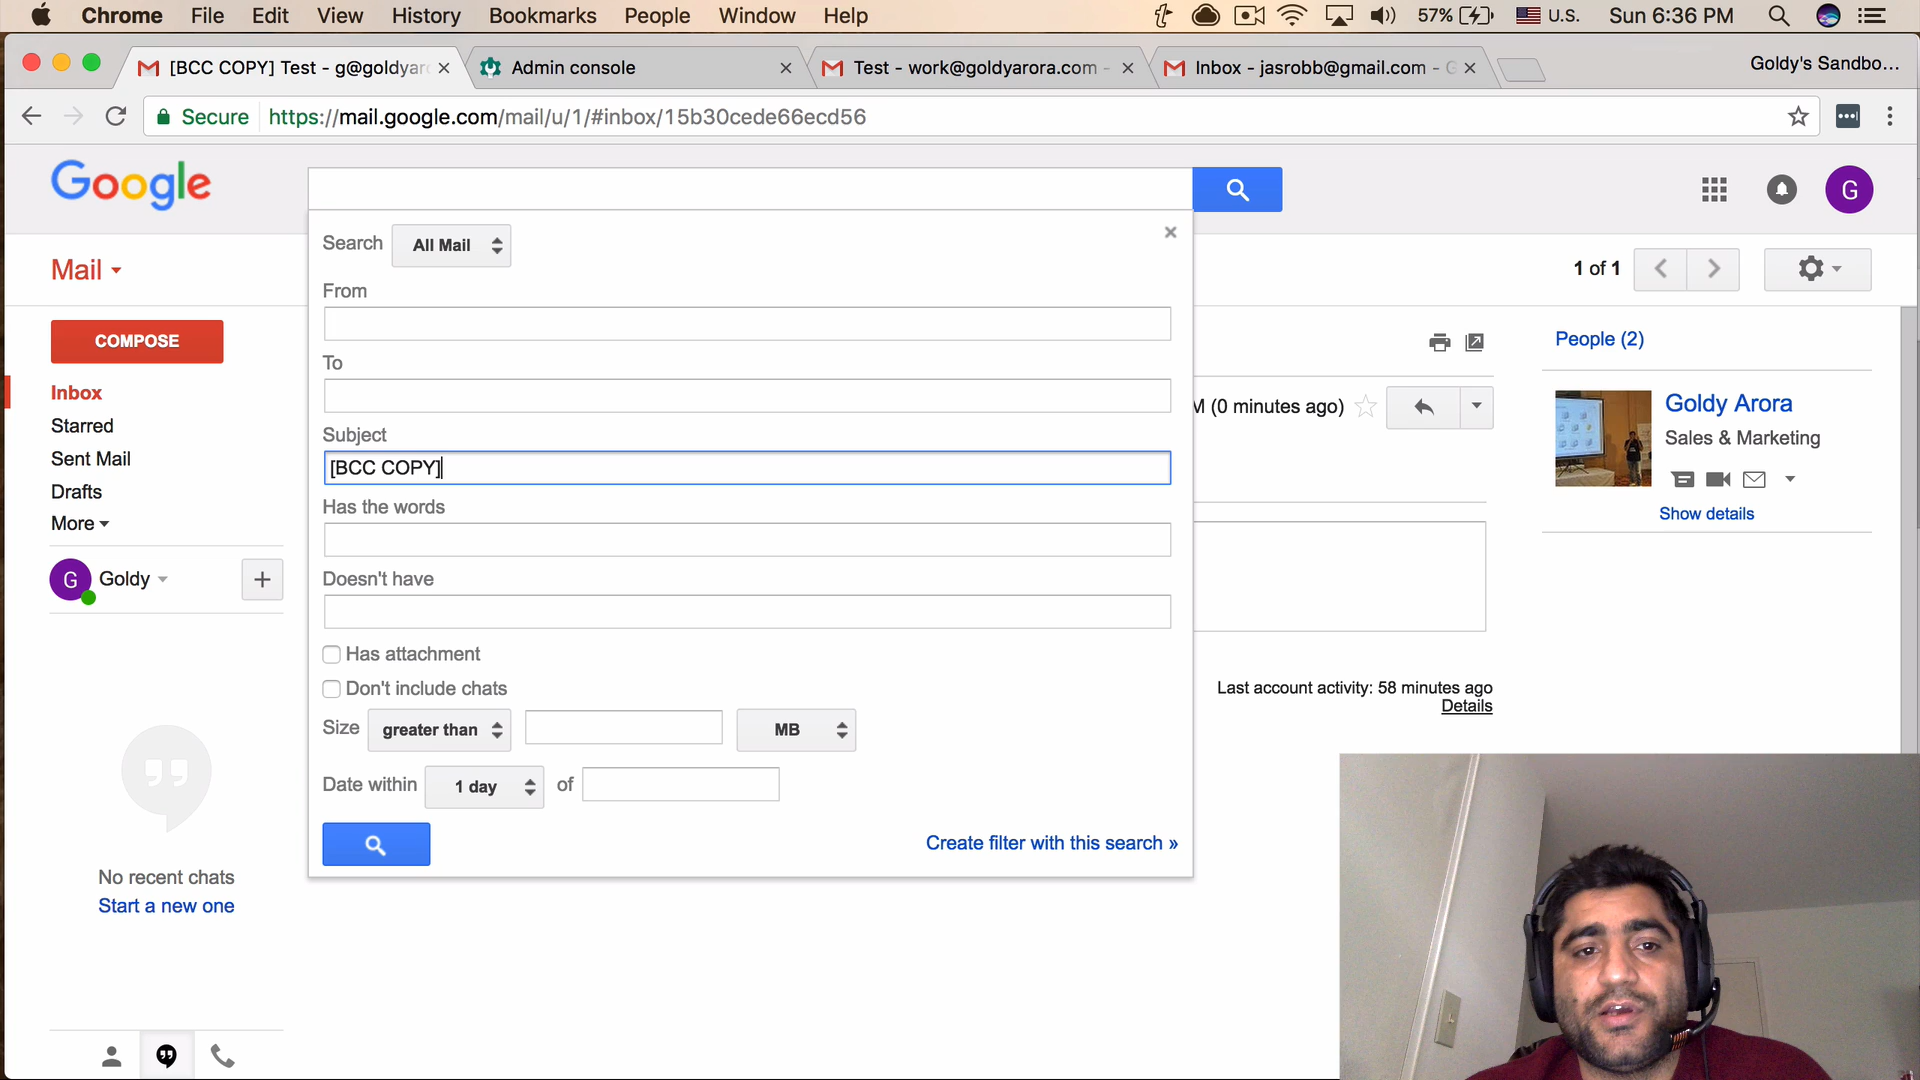 Chrome File Edit View History Bookmarks People Window Help 57% U.S. Sun 6:36 PM
[BCC COPY] Test - g@goldyar
Admin console
Test - work@goldyarora.com -
Inbox - jasrobb@gmail.com - G
Goldy's Sandbo...
Secure https://mail.google.com/mail/u/1/#inbox/15b30cede66ecd56
Google
G
Search All Mail
Mail
1 of 1
From
COMPOSE
People (2)
To
Inbox
Goldy Arora
M (0 minutes ago)
Starred
Subject
Sales & Marketing
Sent Mail
[BCC COPY]
Drafts
Has the words
Show details
More
G Goldy
Doesn't have
Has attachment
Don't include chats
Last account activity: 58 minutes ago
Details
Size greater than MB
Date within 1 day of
Create filter with this search »
No recent chats
Start a new one